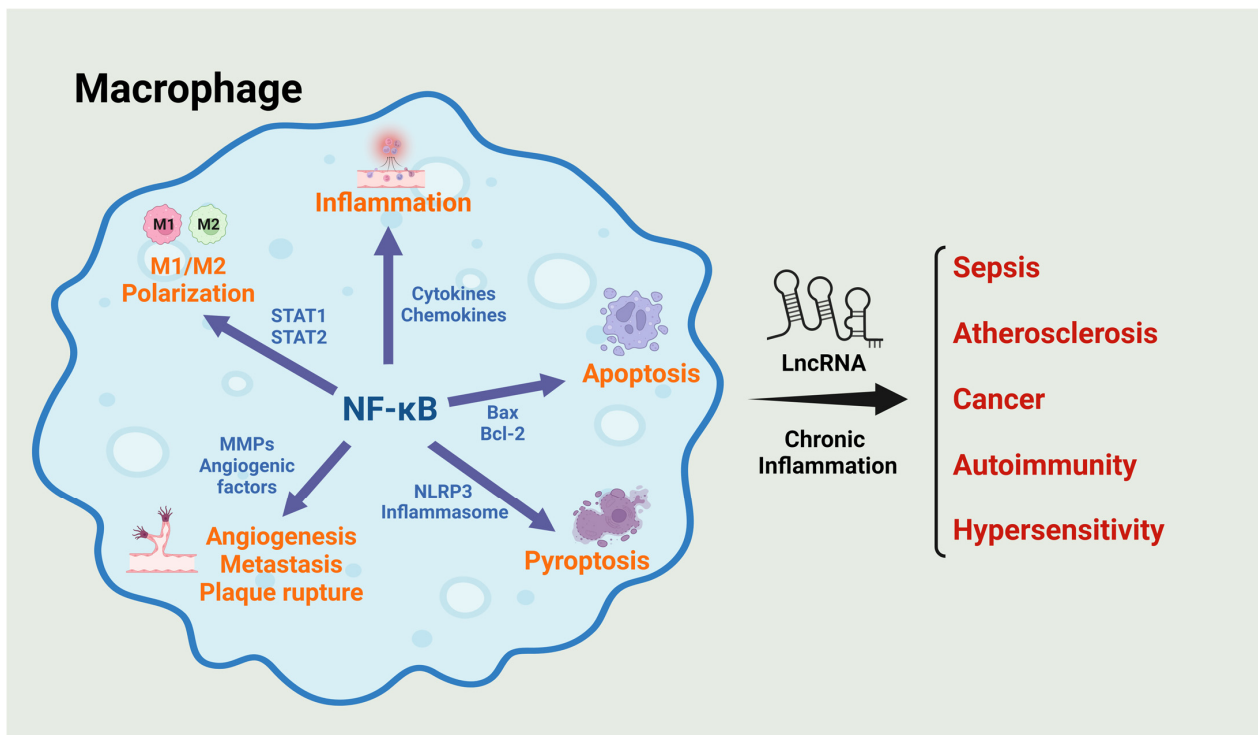 Macrophage
Inflammation
M1
M2
M1/M2
Polarization
STAT1
STAT2
Cytokines
Chemokines
Apoptosis
NF-κB
Bax
Bcl-2
MMPs
Angiogenic
factors
NLRP3
Inflammasome
Angiogenesis
Metastasis
Plaque rupture
Pyroptosis
LncRNA
Chronic
Inflammation
Sepsis
Atherosclerosis
Cancer
Autoimmunity
Hypersensitivity